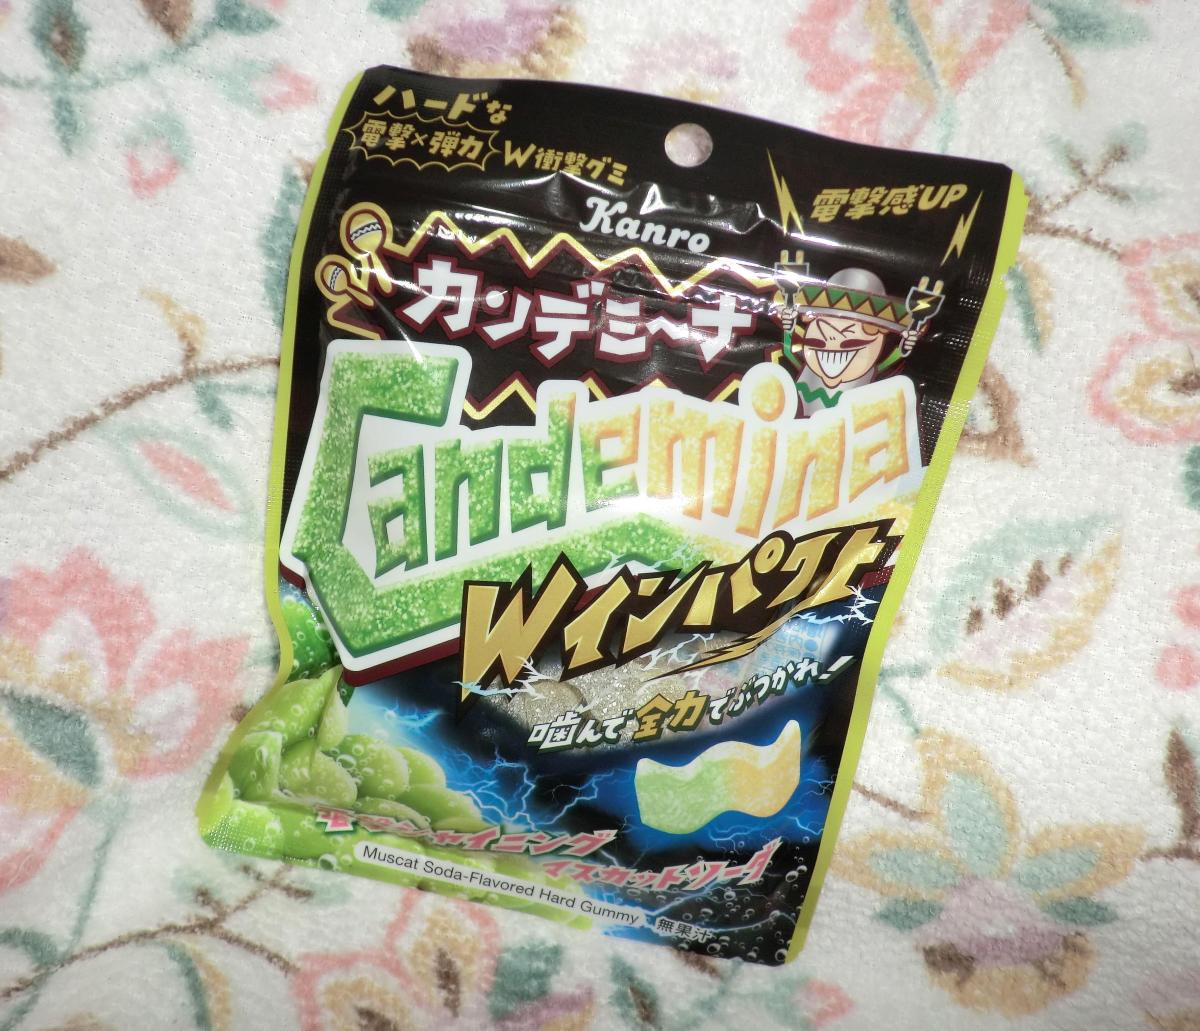 ハードな
電撃×弾力 W衝撃グミ
電撃感UP
Kanro
カンデミ〜ナ
Candemina
Wインパクト
噛んで全力でぶつかれ!
シャイニング
マスカットソーダ
Muscat Soda-Flavored Hard Gummy 無果汁